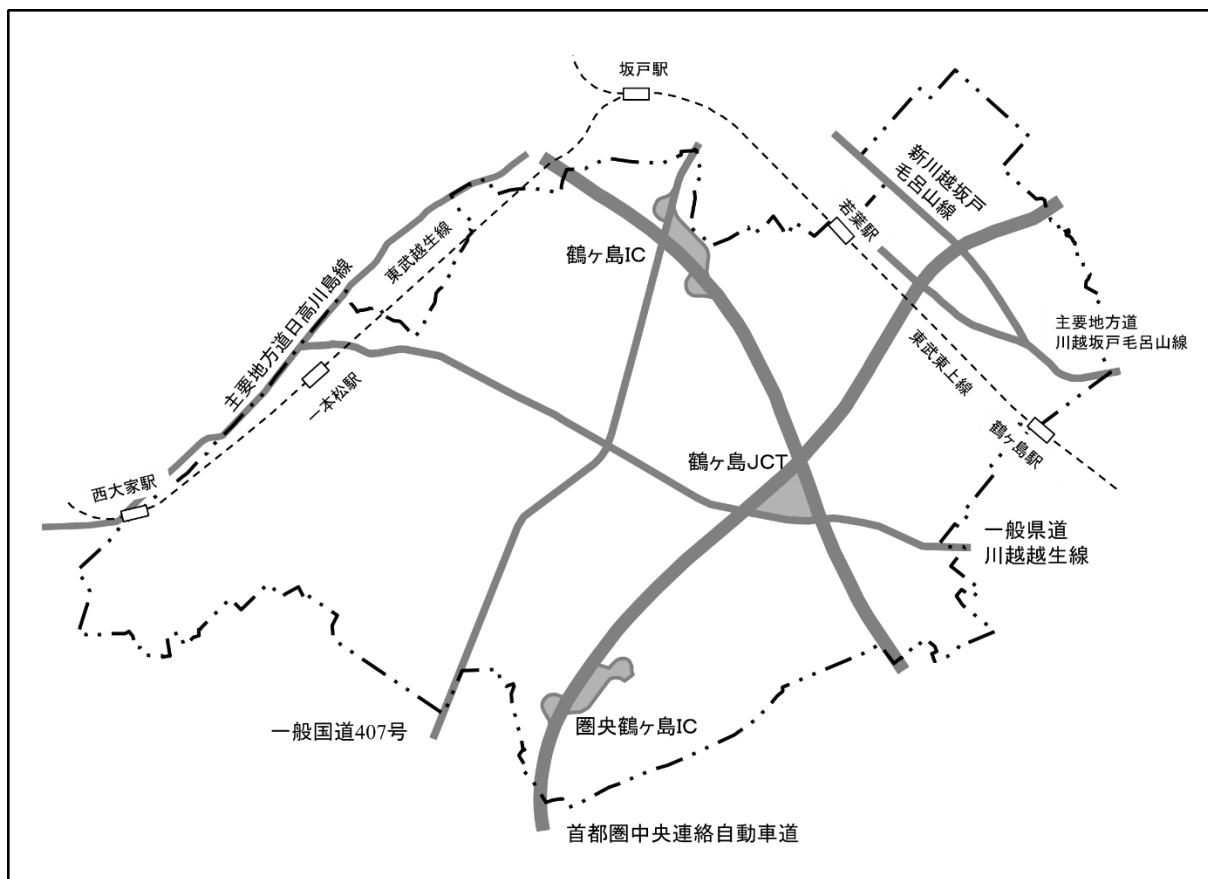 坂戸駅
新川越坂戸
毛呂山線
若葉駅
鶴ヶ島IC
東武越生線
主要地方道日高川島線
一本松駅
主要地方道
川越坂戸毛呂山線
東武東上線
鶴ヶ島駅
鶴ヶ島JCT
西大家駅
一般県道
川越越生線
一般国道407号
圏央鶴ヶ島IC
首都圏中央連絡自動車道